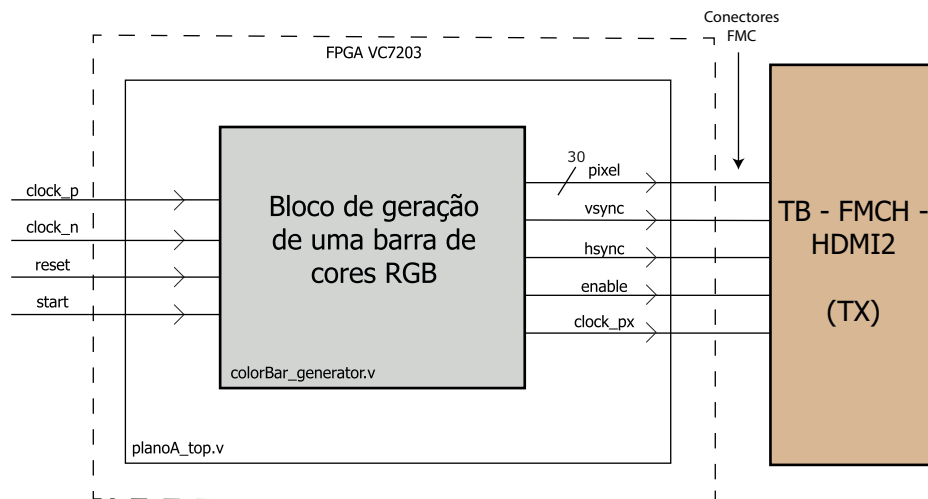 Conectores
FMC
FPGA VC7203
clock_p
clock_n
reset
start
Bloco de geração
de uma barra de
cores RGB
colorBar_generator.v
planoA_top.v
30
pixel
vsync
hsync
enable
clock_px
TB - FMCH -
HDMI2
(TX)